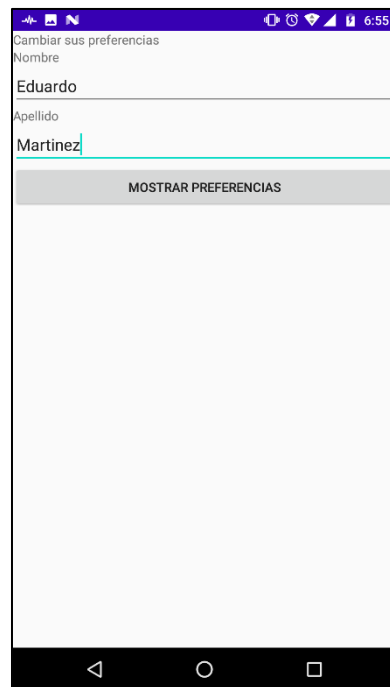 6:55
Cambiar sus preferencias
Nombre
Eduardo
Apellido
Martinez
MOSTRAR PREFERENCIAS